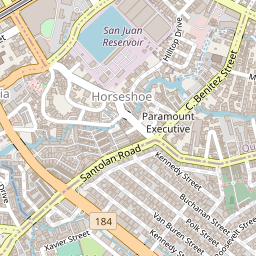 San Juan
Reservoir
Hilltop Drive
C. Benitez Street
Horseshoe
Paramount
Executive
Santolan Road
Kennedy Street
184
Buchanan Street
Polk Street
Van Buren Street
Xavier Street
Kennedy Street